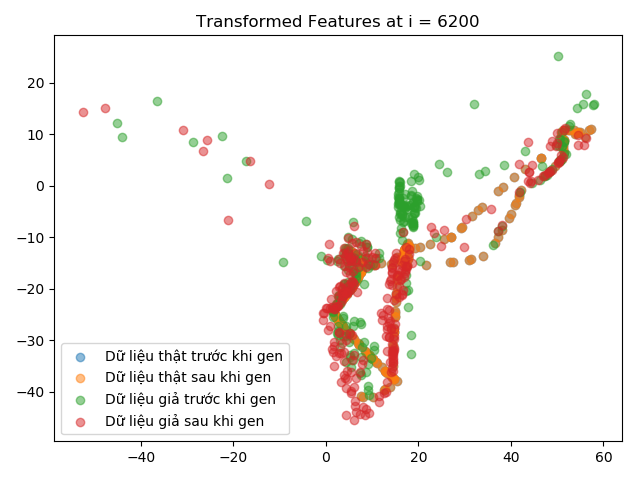 Transformed Features at i = 6200
20
10
0
−10
−20
−30
−40
Dữ liệu thật trước khi gen
Dữ liệu thật sau khi gen
Dữ liệu giả trước khi gen
Dữ liệu giả sau khi gen
−40 −20 0 20 40 60